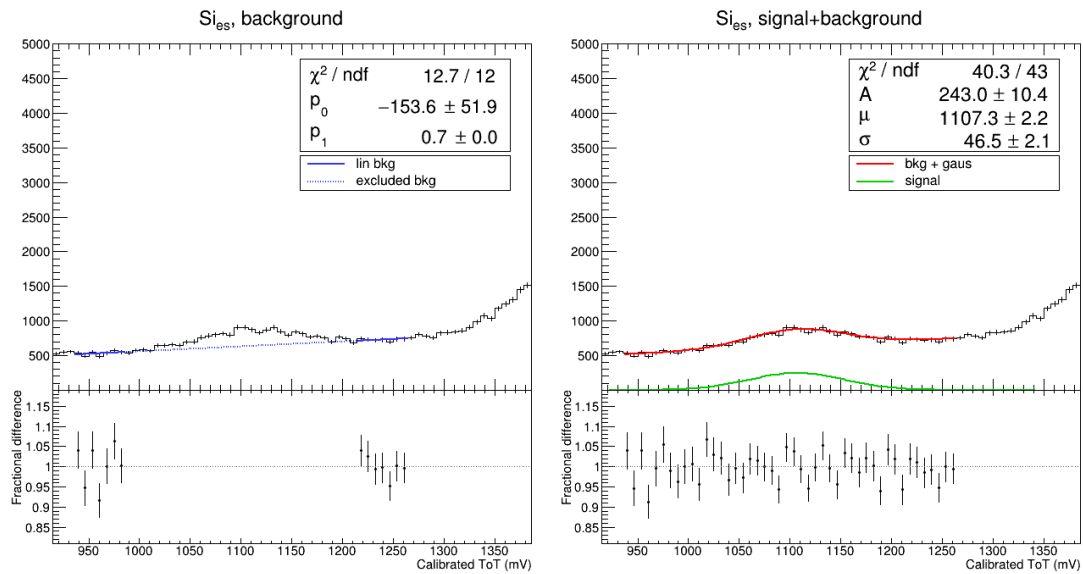 Si_es, background
5000
4500
4000
3500
3000
2500
2000
1500
1000
500
χ² / ndf 12.7 / 12
p₀ −153.6 ± 51.9
p₁ 0.7 ± 0.0
lin bkg
excluded bkg
Fractional difference
1.15
1.1
1.05
1
0.95
0.9
0.85
950 1000 1050 1100 1150 1200 1250 1300 1350
Calibrated ToT (mV)
Si_es, signal+background
5000
4500
4000
3500
3000
2500
2000
1500
1000
500
χ² / ndf 40.3 / 43
A 243.0 ± 10.4
μ 1107.3 ± 2.2
σ 46.5 ± 2.1
bkg + gaus
signal
Fractional difference
1.15
1.1
1.05
1
0.95
0.9
0.85
950 1000 1050 1100 1150 1200 1250 1300 1350
Calibrated ToT (mV)